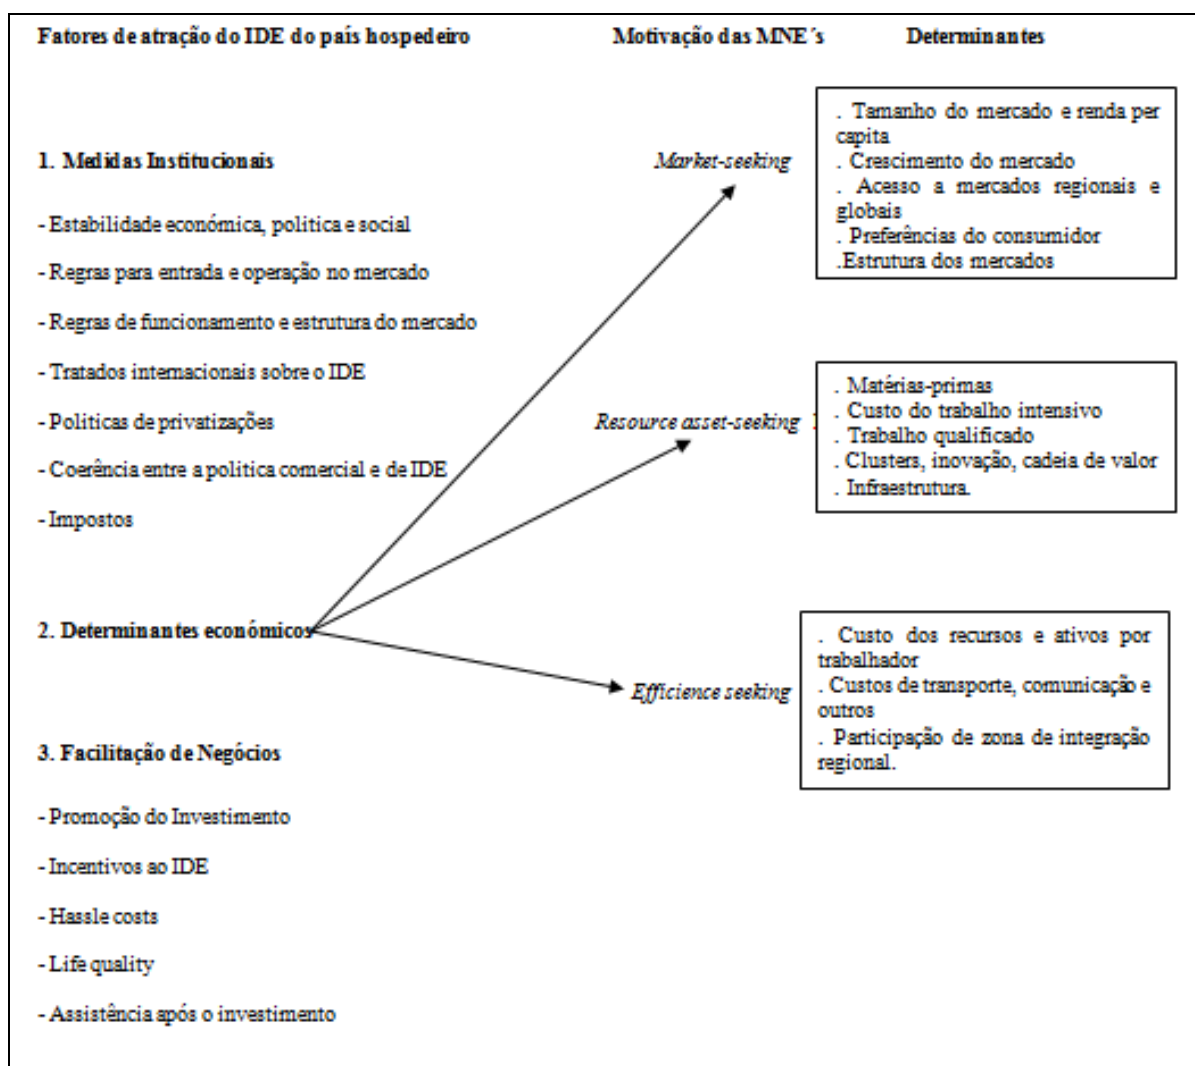 Fatores de atração do IDE do país hospedeiro
Motivação das MNE´s
Determinantes
1. Medidas Institucionais
- Estabilidade económica, politica e social
- Regras para entrada e operação no mercado
- Regras de funcionamento e estrutura do mercado
- Tratados internacionais sobre o IDE
- Politicas de privatizações
- Coerência entre a politica comercial e de IDE
- Impostos
2. Determinantes económicos
3. Facilitação de Negócios
- Promoção do Investimento
- Incentivos ao IDE
- Hassle costs
- Life quality
- Assistência após o investimento
Market-seeking
. Tamanho do mercado e renda per
capita
. Crescimento do mercado
. Acesso a mercados regionais e
globais
. Preferências do consumidor
.Estrutura dos mercados
Resource asset-seeking
. Matérias-primas
. Custo do trabalho intensivo
. Trabalho qualificado
. Clusters, inovação, cadeia de valor
. Infraestrutura.
Efficience seeking
. Custo dos recursos e ativos por
trabalhador
. Custos de transporte, comunicação e
outros
. Participação de zona de integração
regional.